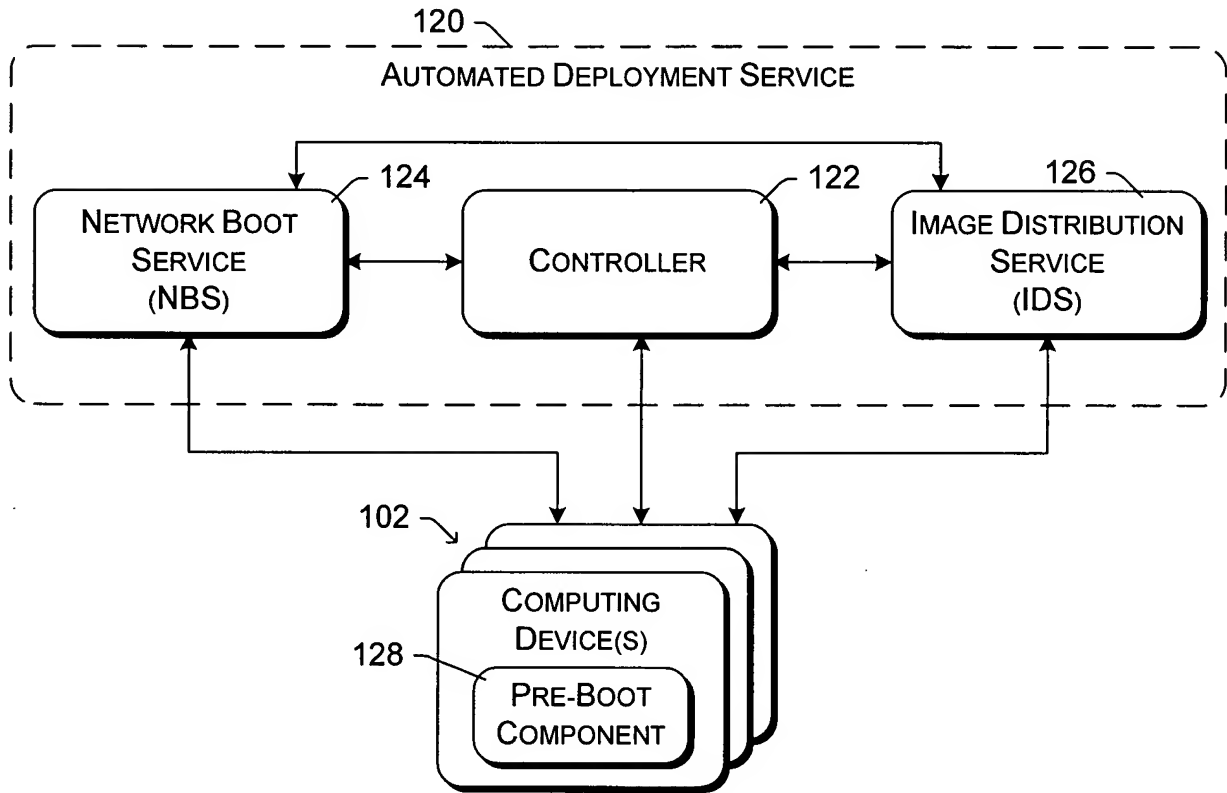 120
AUTOMATED DEPLOYMENT SERVICE
124
122
126
NETWORK BOOT
SERVICE
(NBS)
CONTROLLER
IMAGE DISTRIBUTION
SERVICE
(IDS)
102
COMPUTING
DEVICE(S)
128
PRE-BOOT
COMPONENT